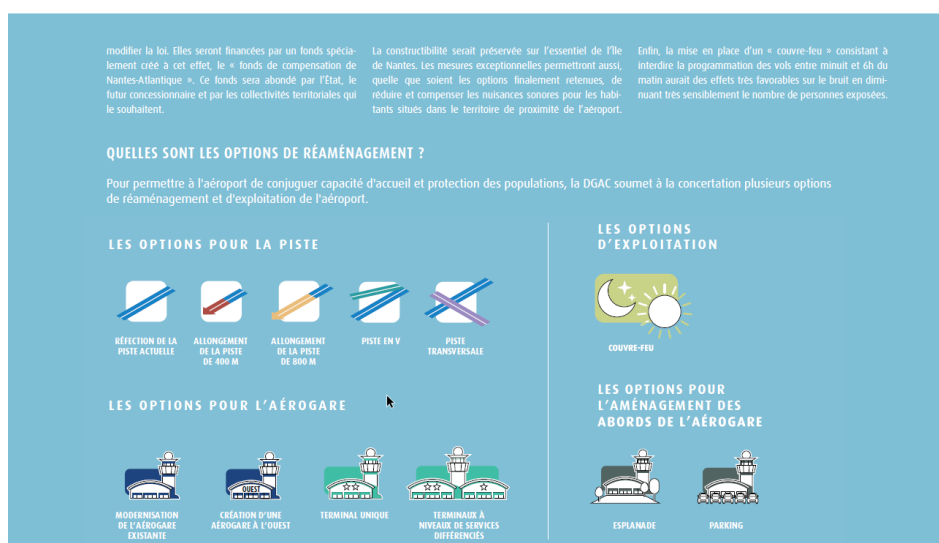 modifier la loi. Elles seront financées par un fonds spécia-
lement créé à cet effet, le « fonds de compensation de
Nantes-Atlantique ». Ce fonds sera abondé par l'État, le
futur concessionnaire et par les collectivités territoriales qui
le souhaitent.
La constructibilité serait préservée sur l'essentiel de l'Île
de Nantes. Les mesures exceptionnelles permettront aussi,
quelle que soient les options finalement retenues, de
réduire et compenser les nuisances sonores pour les habi-
tants situés dans le territoire de proximité de l'aéroport.
Enfin, la mise en place d'un « couvre-feu » consistant à
interdire la programmation des vols entre minuit et 6h du
matin aurait des effets très favorables sur le bruit en dimi-
nuant très sensiblement le nombre de personnes exposées.
QUELLES SONT LES OPTIONS DE RÉAMÉNAGEMENT ?
Pour permettre à l'aéroport de conjuguer capacité d'accueil et protection des populations, la DGAC soumet à la concertation plusieurs options
de réaménagement et d'exploitation de l'aéroport.
LES OPTIONS POUR LA PISTE
RÉFECTION DE LA
PISTE ACTUELLE
ALLONGEMENT
DE LA PISTE
DE 400 M
ALLONGEMENT
DE LA PISTE
DE 800 M
PISTE EN V
PISTE
TRANSVERSALE
LES OPTIONS
D'EXPLOITATION
COUVRE-FEU
LES OPTIONS POUR L'AÉROGARE
MODERNISATION
DE L'AÉROGARE
EXISTANTE
OUEST
CRÉATION D'UNE
AÉROGARE À L'OUEST
TERMINAL UNIQUE
TERMINAUX À
NIVEAUX DE SERVICES
DIFFÉRENCIÉS
LES OPTIONS POUR
L'AMÉNAGEMENT DES
ABORDS DE L'AÉROGARE
ESPLANADE
PARKING